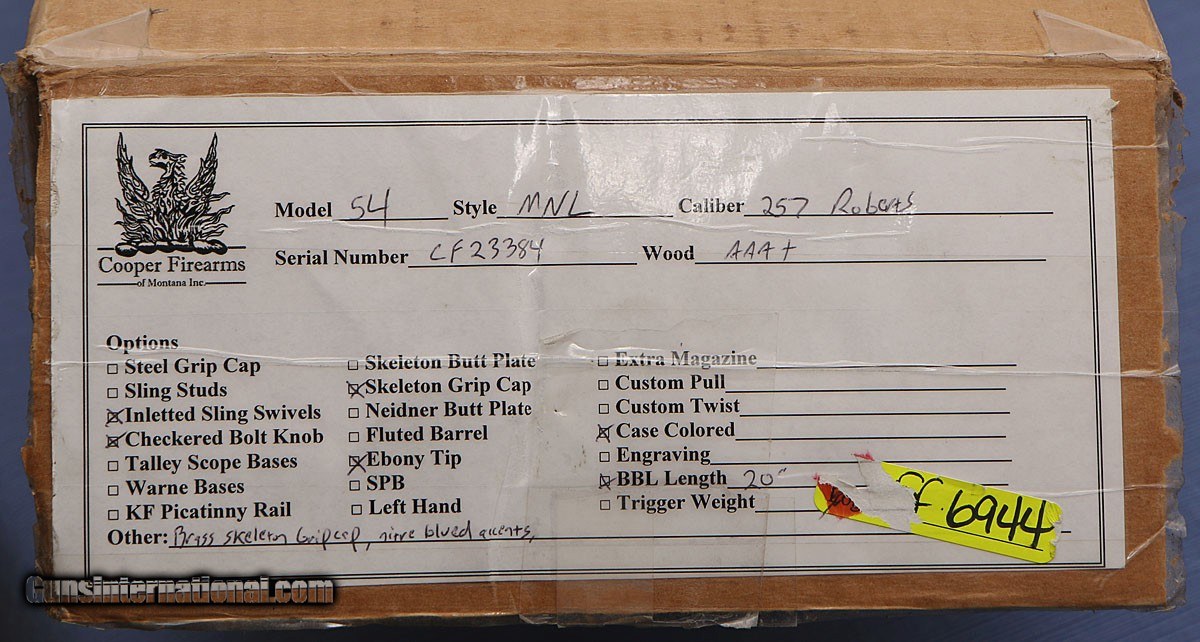 Model 54 Style MNL Caliber 257 Roberts
Serial Number CF23384 Wood AAA+
Cooper Firearms
of Montana Inc.
Options
Steel Grip Cap
Sling Studs
Inletted Sling Swivels
Checkered Bolt Knob
Talley Scope Bases
Warne Bases
KF Picatinny Rail
Skeleton Butt Plate
Skeleton Grip Cap
Neidner Butt Plate
Fluted Barrel
Ebony Tip
SPB
Left Hand
Extra Magazine
Custom Pull
Custom Twist
Case Colored
Engraving
BBL Length 20"
Trigger Weight
Other: Brass skeleton Gripcap, nitre blued accents,
CF-6944
Gunsinternational.com